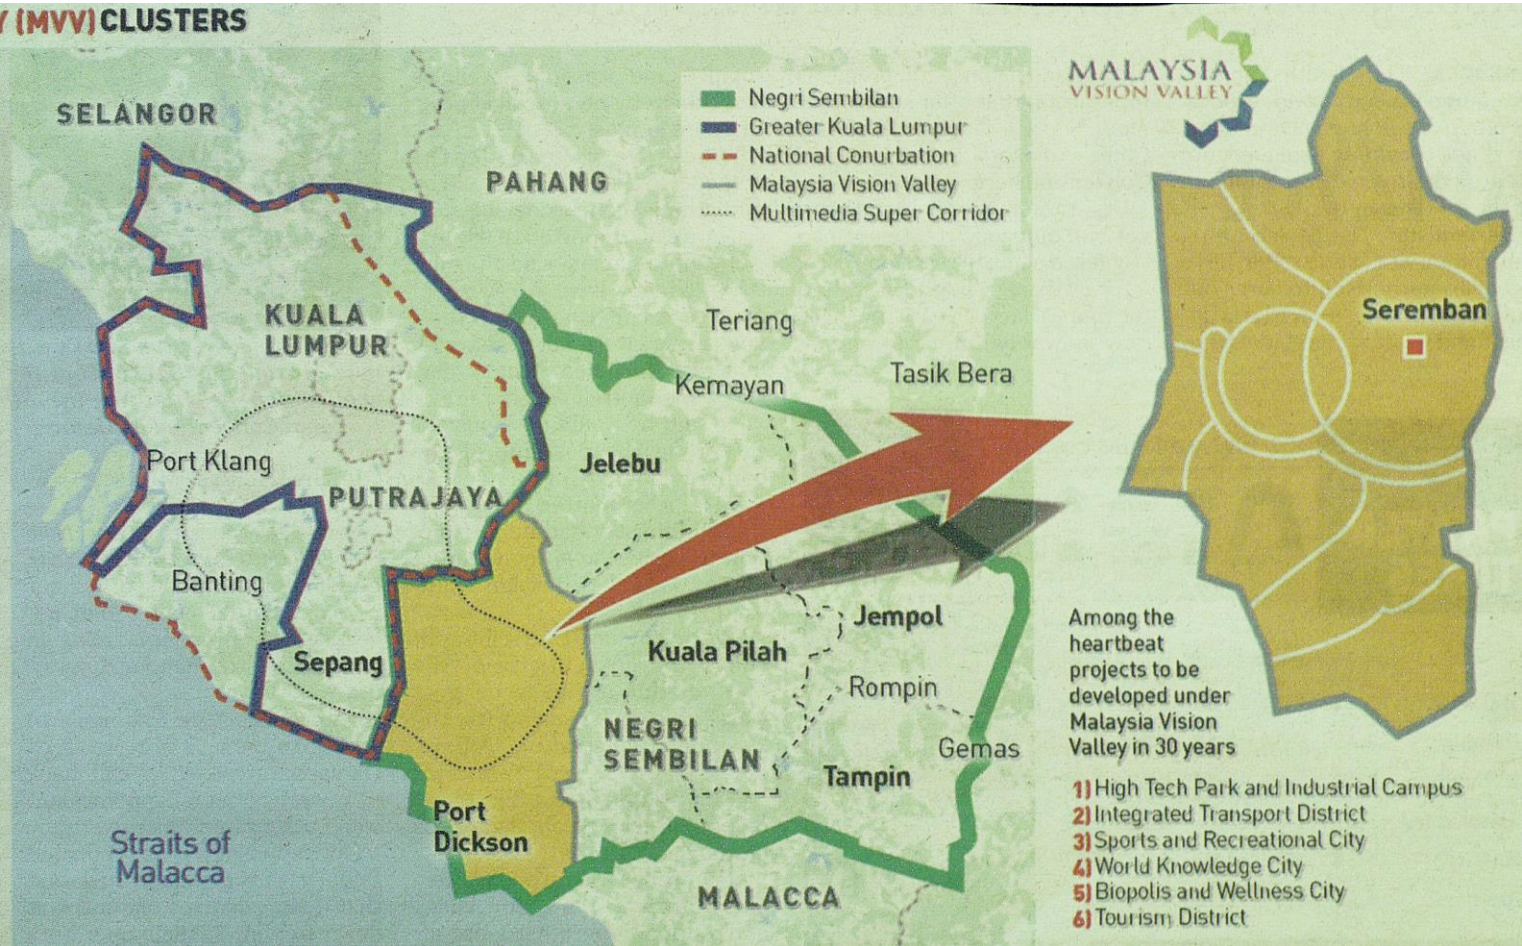 (MVV) CLUSTERS
SELANGOR
PAHANG
Negri Sembilan
Greater Kuala Lumpur
National Conurbation
Malaysia Vision Valley
Multimedia Super Corridor
MALAYSIA
VISION VALLEY
KUALA
LUMPUR
Teriang
Kemayan
Tasik Bera
Seremban
Port Klang
Jelebu
PUTRAJAYA
Banting
Sepang
Kuala Pilah
Jempol
Rompin
NEGRI
SEMBILAN
Gemas
Tampin
Port
Dickson
Straits of
Malacca
MALACCA
Among the
heartbeat
projects to be
developed under
Malaysia Vision
Valley in 30 years
1) High Tech Park and Industrial Campus
2) Integrated Transport District
3) Sports and Recreational City
4) World Knowledge City
5) Biopolis and Wellness City
6) Tourism District